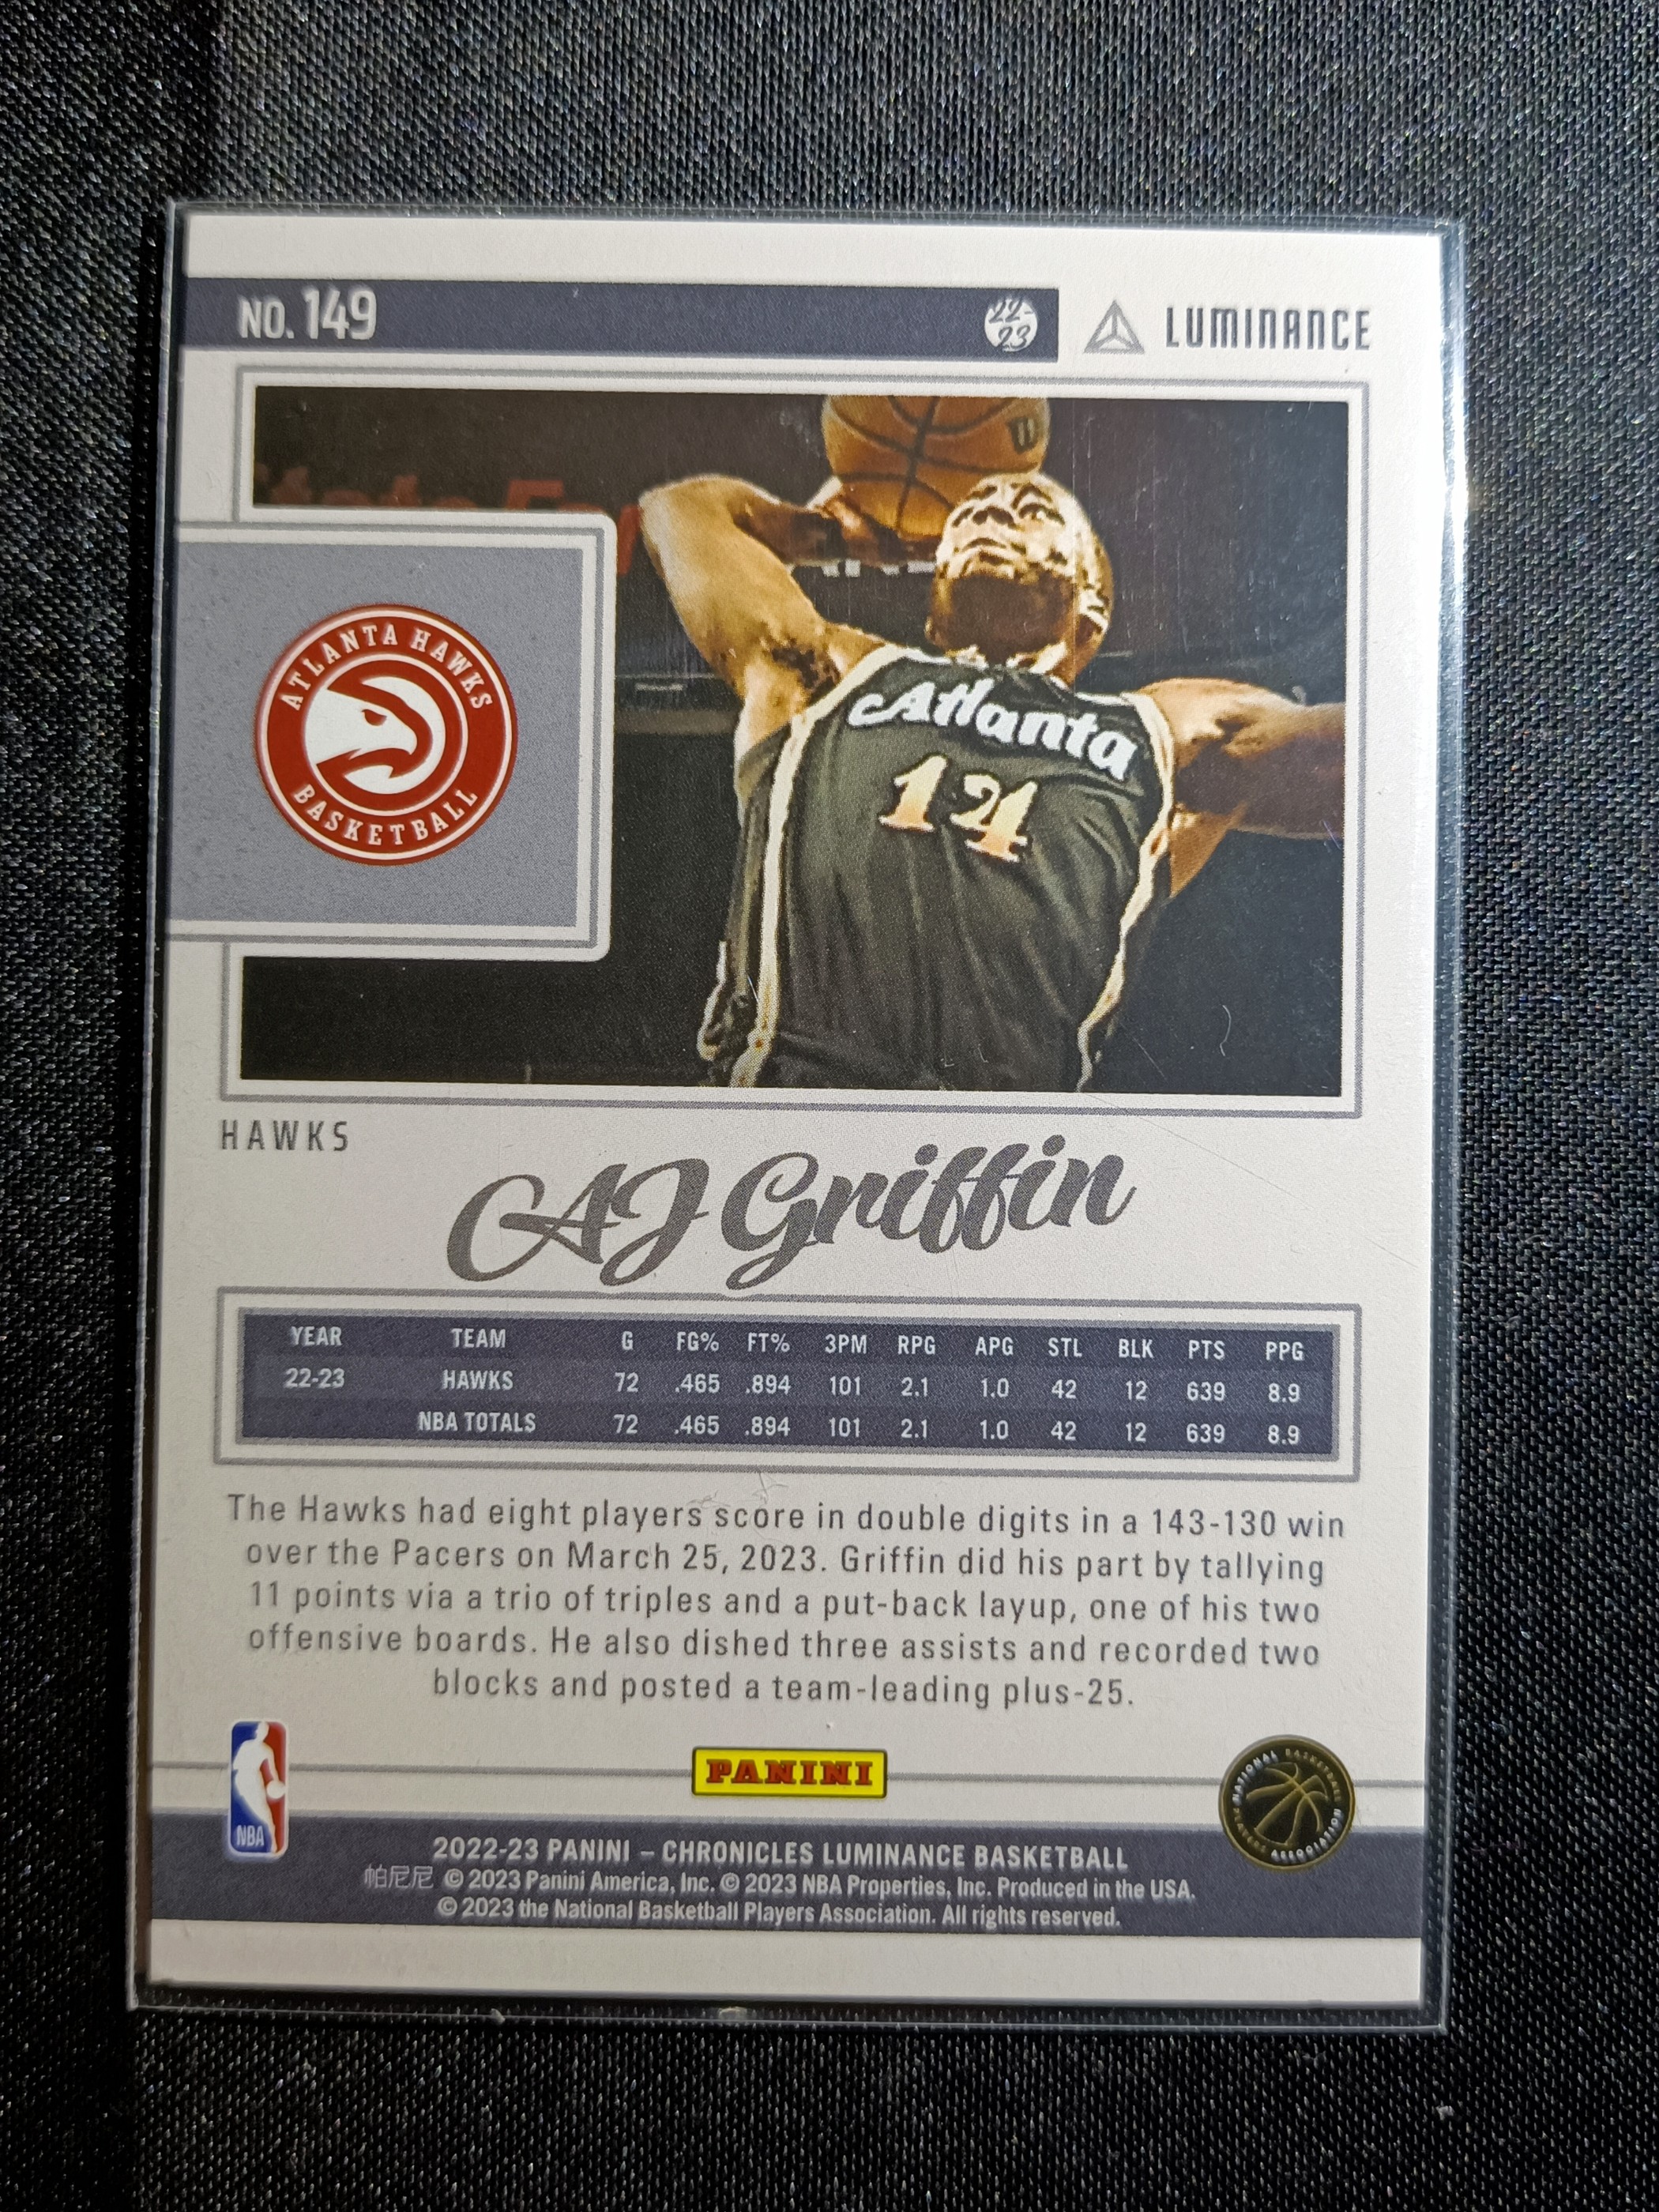 NO. 149
22-23
LUMINANCE
ATLANTA HAWKS
BASKETBALL
Atlanta
14
HAWKS
AJ Griffin
YEAR TEAM G FG% FT% 3PM RPG APG STL BLK PTS PPG
22-23 HAWKS 72 .465 .894 101 2.1 1.0 42 12 639 8.9
NBA TOTALS 72 .465 .894 101 2.1 1.0 42 12 639 8.9
The Hawks had eight players score in double digits in a 143-130 win
over the Pacers on March 25, 2023. Griffin did his part by tallying
11 points via a trio of triples and a put-back layup, one of his two
offensive boards. He also dished three assists and recorded two
blocks and posted a team-leading plus-25.
NBA
PANINI
NATIONAL BASKETBALL
PLAYERS ASSOCIATION
2022-23 PANINI – CHRONICLES LUMINANCE BASKETBALL
帕尼尼 © 2023 Panini America, Inc. © 2023 NBA Properties, Inc. Produced in the USA.
© 2023 the National Basketball Players Association. All rights reserved.